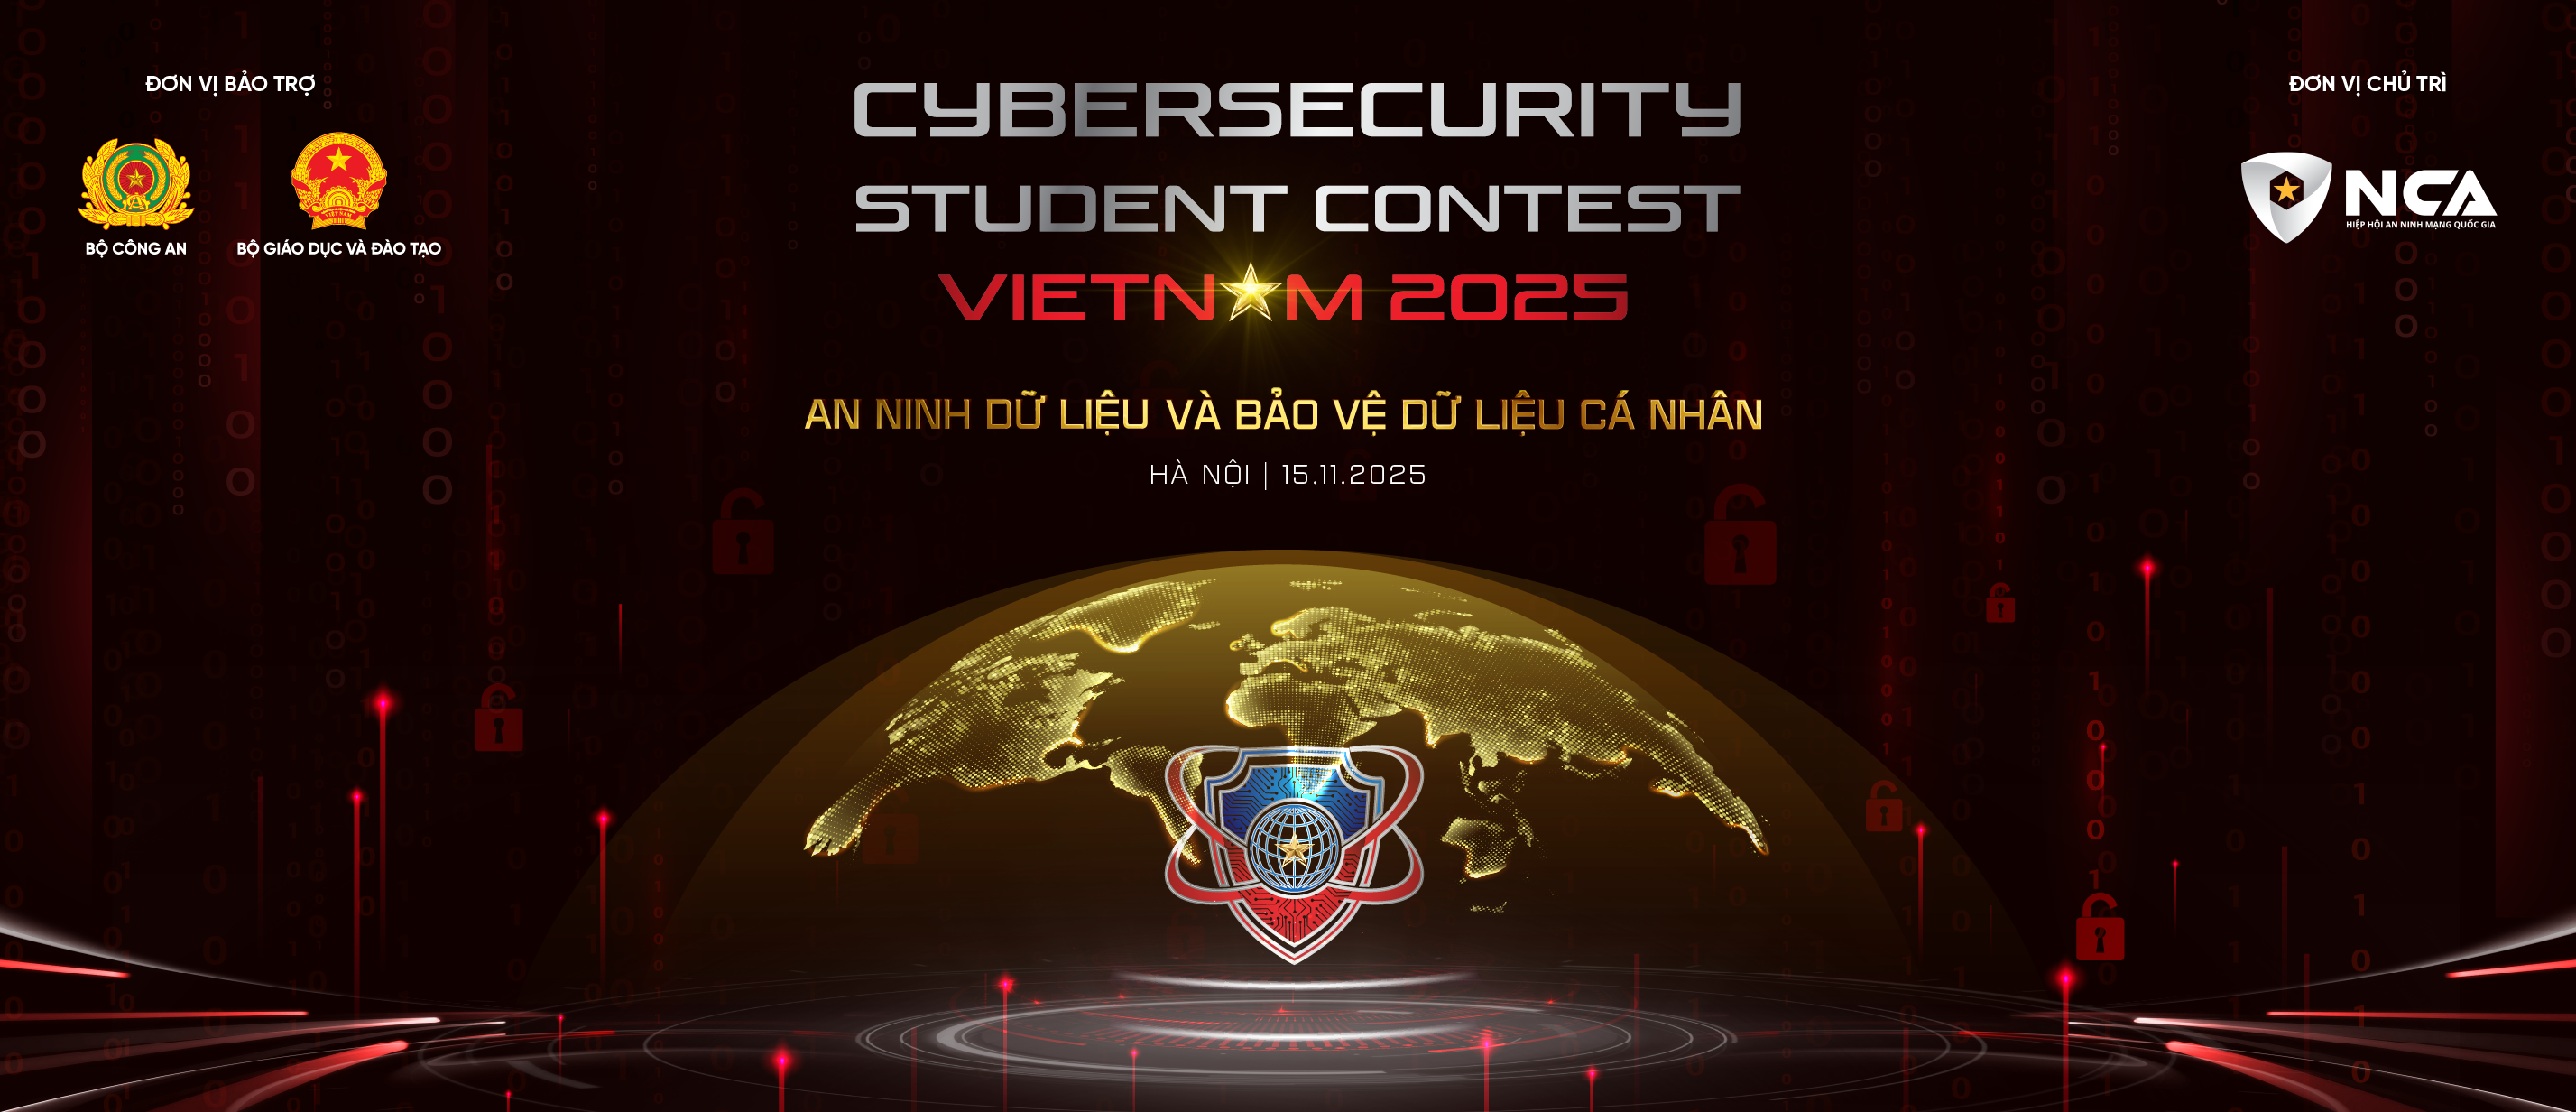 ĐƠN VỊ BẢO TRỢ
BỘ CÔNG AN
VIỆT NAM
BỘ GIÁO DỤC VÀ ĐÀO TẠO
CYBERSECURITY
STUDENT CONTEST
VIETNAM 2025
AN NINH DỮ LIỆU VÀ BẢO VỆ DỮ LIỆU CÁ NHÂN
HÀ NỘI | 15.11.2025
ĐƠN VỊ CHỦ TRÌ
NCA
HIỆP HỘI AN NINH MẠNG QUỐC GIA